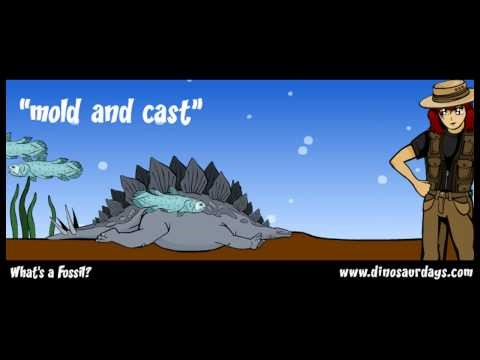 "mold and cast"
What's a Fossil?
www.dinosaurdays.com